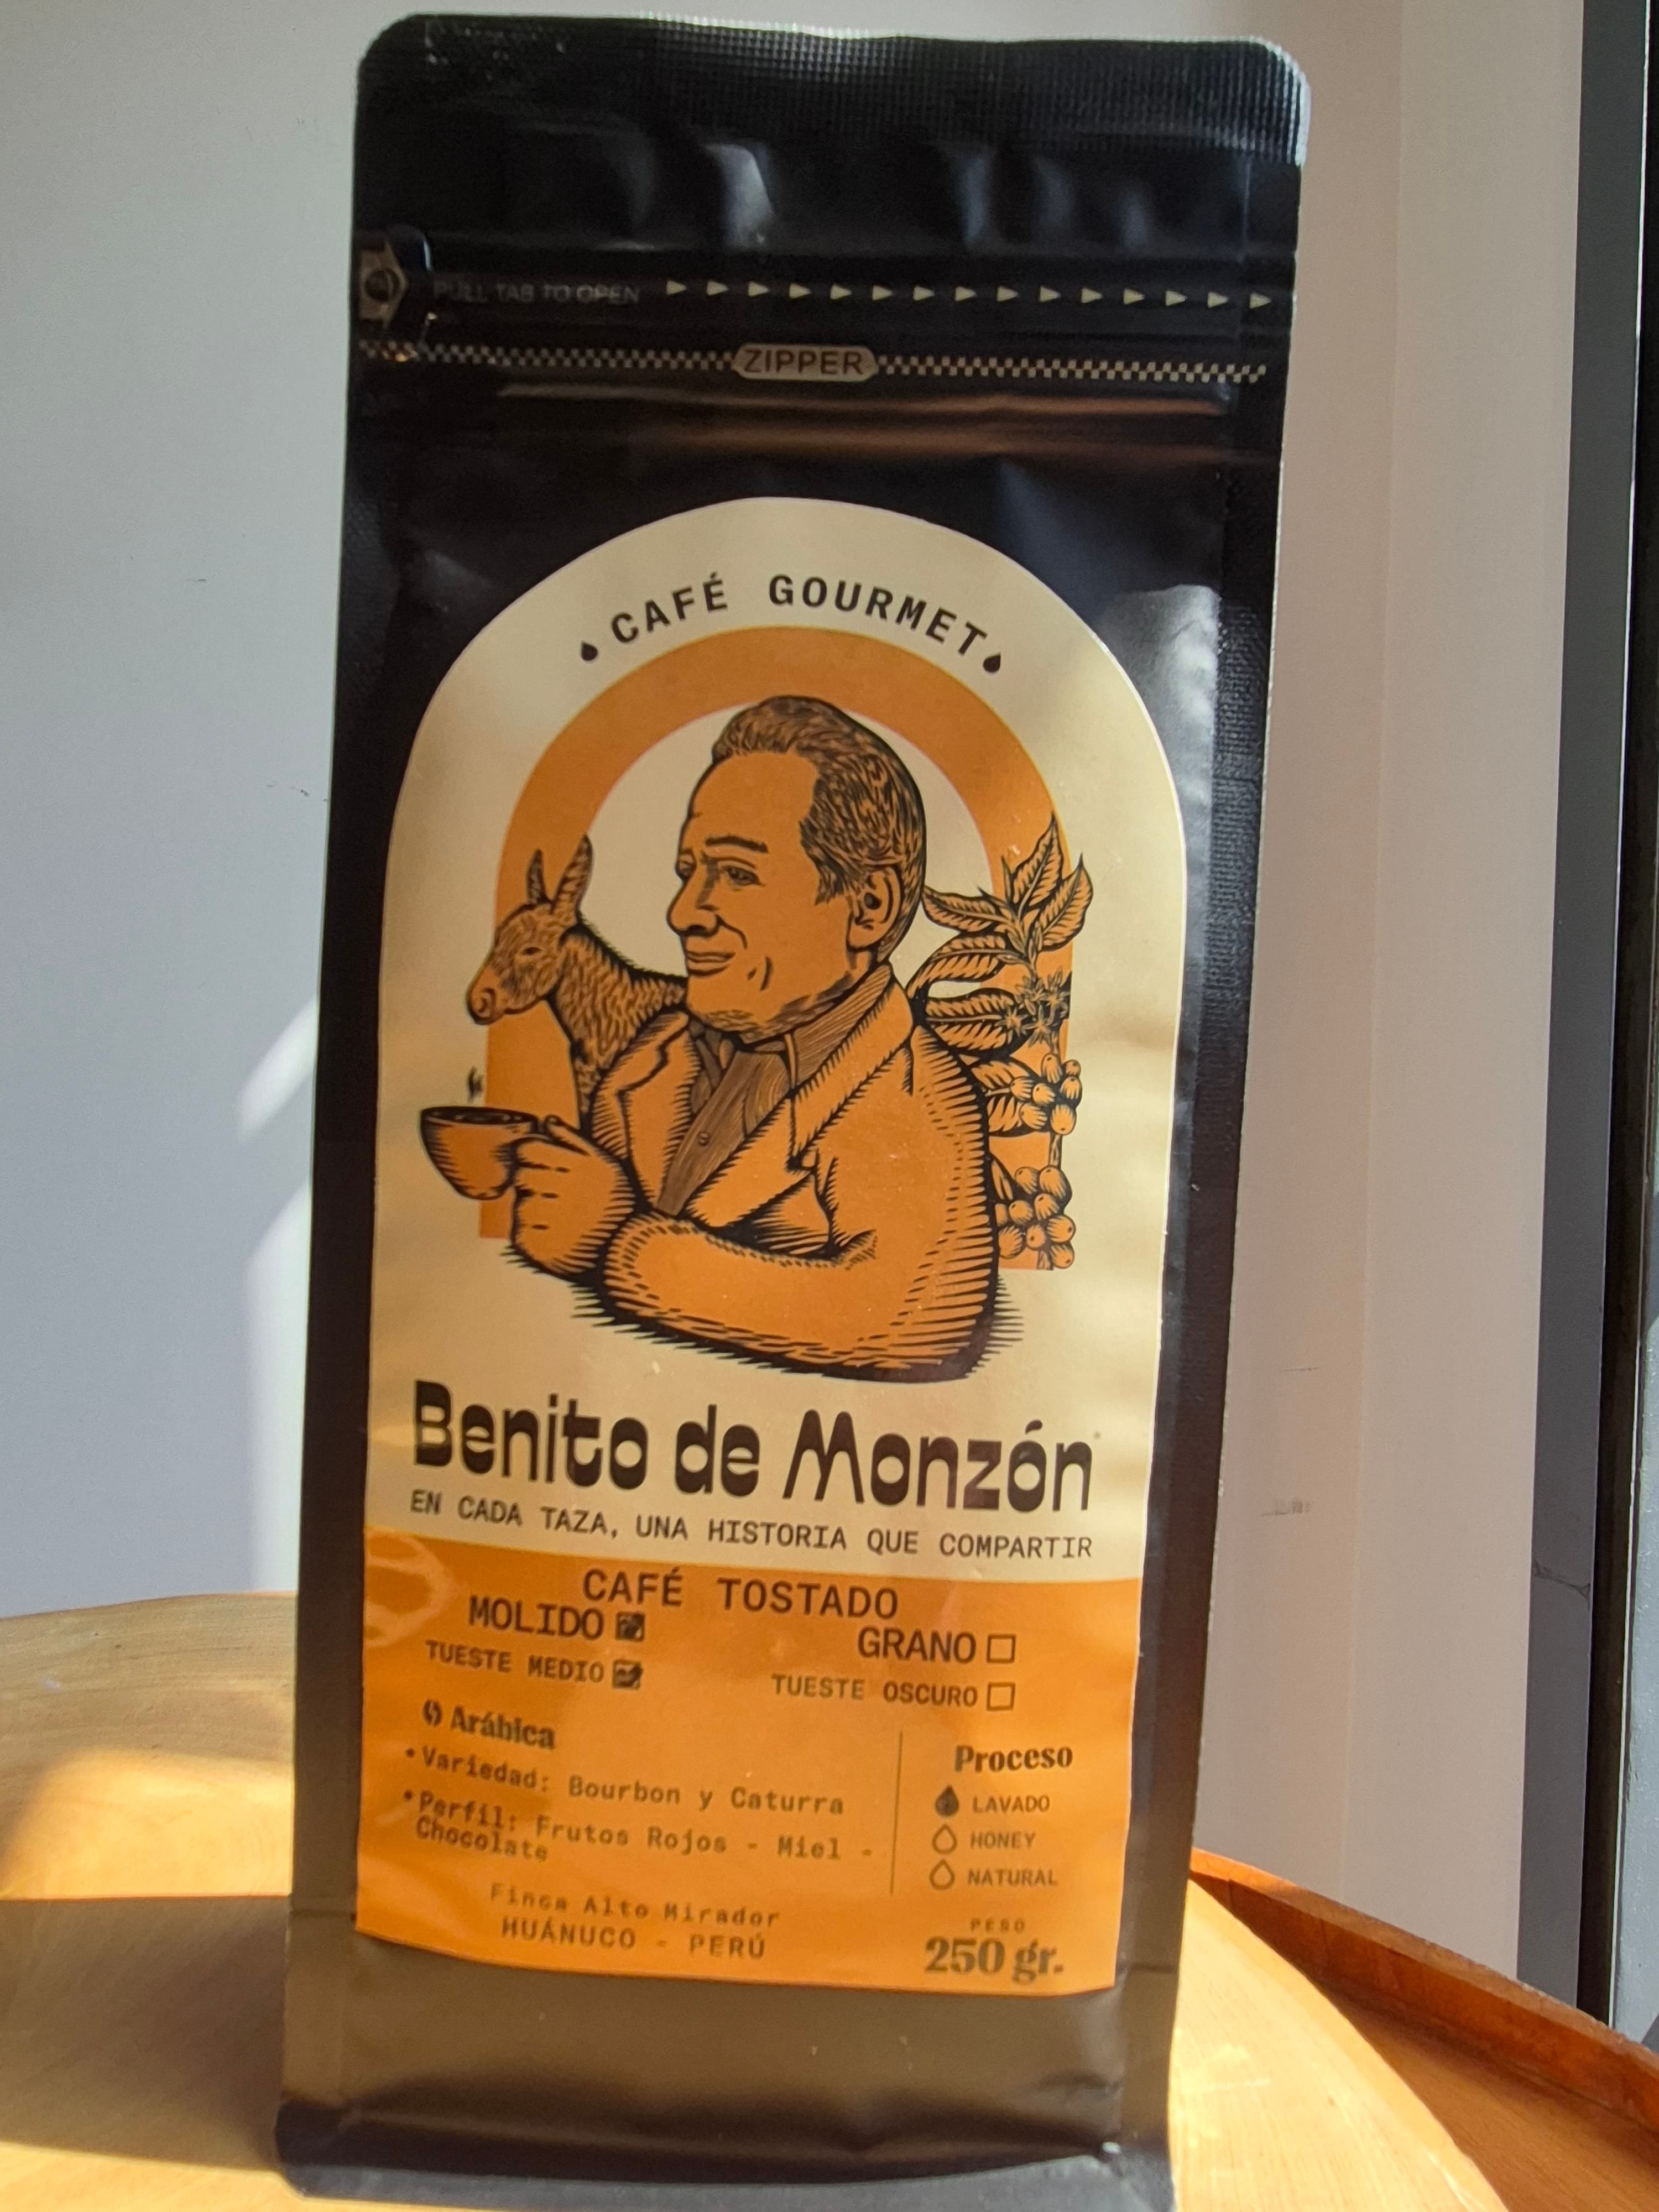 PULL TAB TO OPEN
ZIPPER
CAFÉ GOURMET
Benito de Monzón
EN CADA TAZA, UNA HISTORIA QUE COMPARTIR
CAFÉ TOSTADO
MOLIDO
GRANO
TUESTE MEDIO
TUESTE OSCURO
Arábica
• Variedad: Bourbon y Caturra
• Perfil: Frutos Rojos - Miel -
Chocolate
Proceso
LAVADO
HONEY
NATURAL
Finca Alto Mirador
HUÁNUCO - PERÚ
PESO
250 gr.